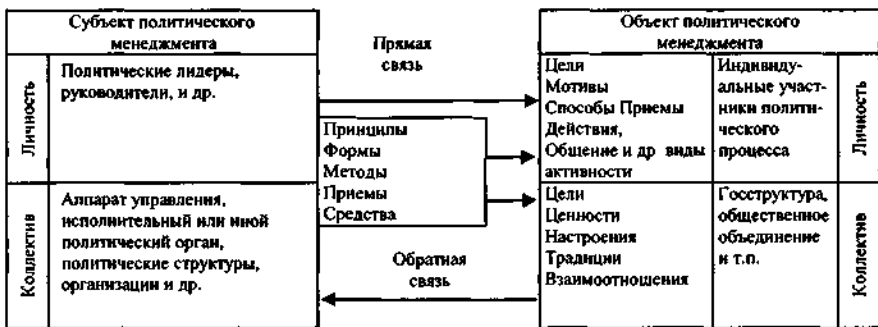 Субъект политического
менеджмента
Личность
Политические лидеры,
руководители, и др.
Коллектив
Аппарат управления,
исполнительный или иной
политический орган,
политические структуры,
организации и др.
Прямая
связь
Принципы
Формы
Методы
Приемы
Средства
Обратная
связь
Объект политического
менеджмента
Цели
Мотивы
Способы Приемы
Действия,
Общение и др виды
активности
Индивиду-
альные участ-
ники полити-
ческого
процесса
Личность
Цели
Ценности
Настроения
Традиции
Взаимоотношения
Госструктура,
общественное
объединение
и т.п.
Коллектив